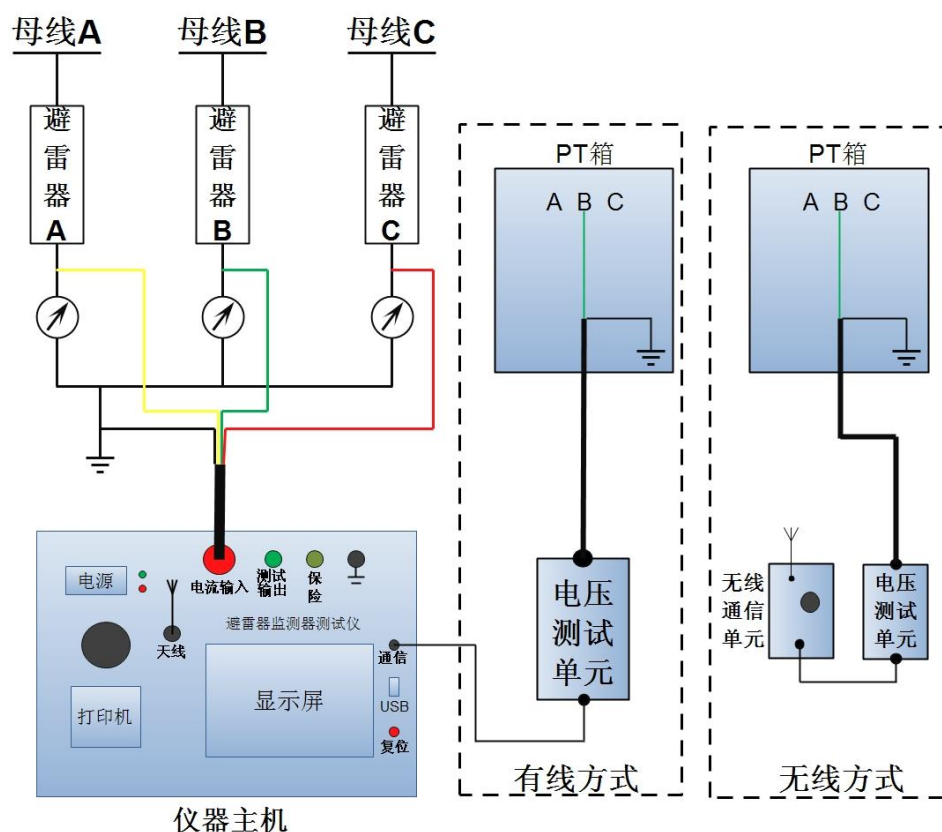 母线A
母线B
母线C
避雷器A
避雷器B
避雷器C
PT箱
A B C
PT箱
A B C
电源
电流输入
测试输出
保险
天线
避雷器监测器测试仪
通信
显示屏
USB
打印机
复位
仪器主机
电压测试单元
有线方式
无线通信单元
电压测试单元
无线方式